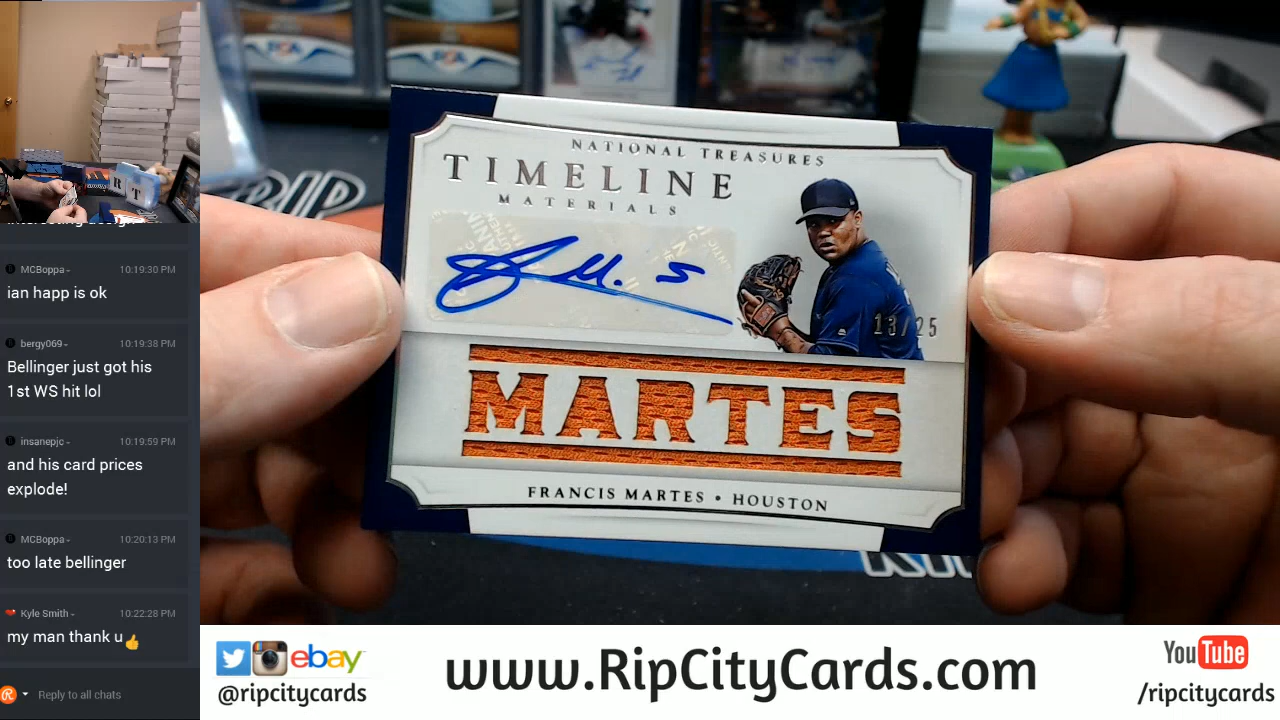 MCBoppa - 10:19:30 PM
ian happ is ok
bergy069 - 10:19:38 PM
Bellinger just got his
1st WS hit lol
insanepjc - 10:19:59 PM
and his card prices
explode!
MCBoppa - 10:20:13 PM
too late bellinger
Kyle Smith - 10:22:28 PM
my man thank u👍
Reply to all chats
R T
RIP
NATIONAL TREASURES
TIMELINE
MATERIALS
13/25
MARTES
FRANCIS MARTES • HOUSTON
ebay
@ripcitycards
www.RipCityCards.com
YouTube
/ripcitycards